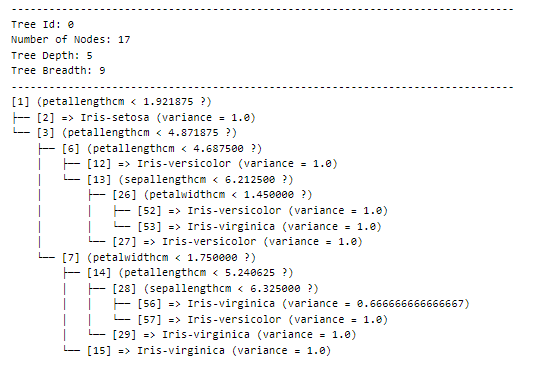 --------------------------------------------------------------------------------
Tree Id: 0
Number of Nodes: 17
Tree Depth: 5
Tree Breadth: 9
--------------------------------------------------------------------------------
[1] (petallengthcm < 1.921875 ?)
├── [2] => Iris-setosa (variance = 1.0)
└── [3] (petallengthcm < 4.871875 ?)
    ├── [6] (petallengthcm < 4.687500 ?)
    │   ├── [12] => Iris-versicolor (variance = 1.0)
    │   └── [13] (sepallengthcm < 6.212500 ?)
    │       ├── [26] (petalwidthcm < 1.450000 ?)
    │       │   ├── [52] => Iris-versicolor (variance = 1.0)
    │       │   └── [53] => Iris-virginica (variance = 1.0)
    │       └── [27] => Iris-versicolor (variance = 1.0)
    └── [7] (petalwidthcm < 1.750000 ?)
        ├── [14] (petallengthcm < 5.240625 ?)
        │   ├── [28] (sepallengthcm < 6.325000 ?)
        │   │   ├── [56] => Iris-virginica (variance = 0.666666666666667)
        │   │   └── [57] => Iris-versicolor (variance = 1.0)
        │   └── [29] => Iris-virginica (variance = 1.0)
        └── [15] => Iris-virginica (variance = 1.0)